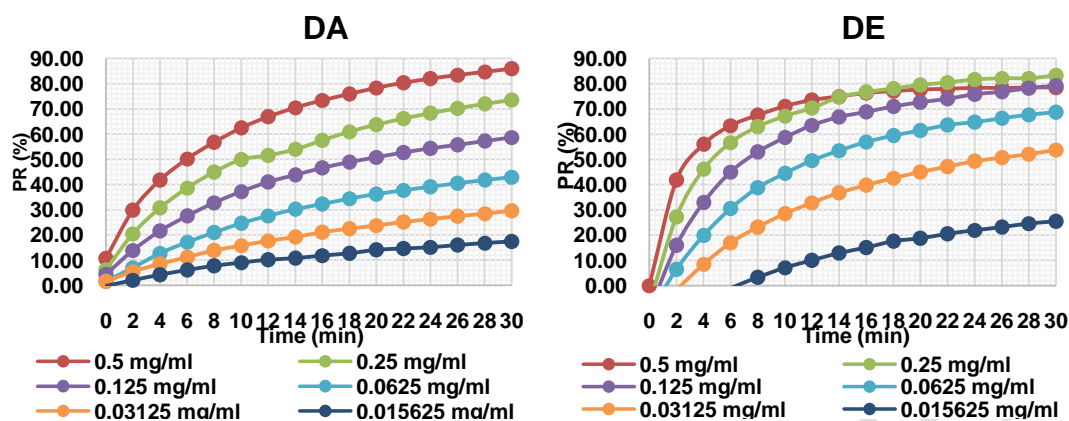 DA
90.00
80.00
70.00
60.00
50.00
40.00
30.00
20.00
10.00
0.00
PR (%)
0 2 4 6 8 10 12 14 16 18 20 22 24 26 28 30
Time (min)
0.5 mg/ml 0.25 mg/ml
0.125 mg/ml 0.0625 mg/ml
0.03125 mg/ml 0.015625 mg/ml
DE
90.00
80.00
70.00
60.00
50.00
40.00
30.00
20.00
10.00
0.00
PR (%)
0 2 4 6 8 10 12 14 16 18 20 22 24 26 28 30
Time (min)
0.5 mg/ml 0.25 mg/ml
0.125 mg/ml 0.0625 mg/ml
0.03125 mg/ml 0.015625 mg/ml